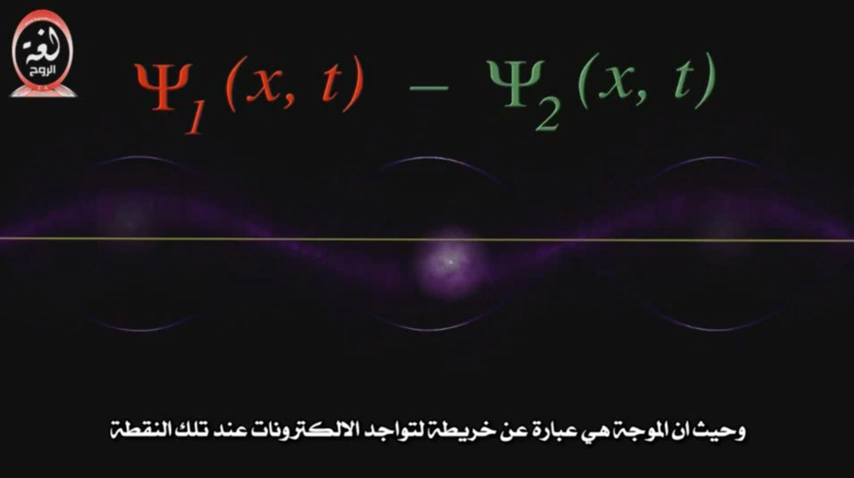 لغة
الروح
Ψ1 (x, t) – Ψ2 (x, t)
وحيث ان الموجة هي عبارة عن خريطة لتواجد الالكترونات عند تلك النقطة